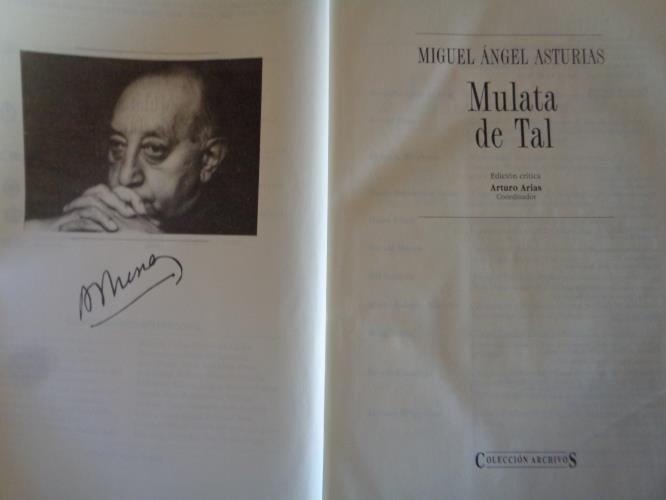 MIGUEL ÁNGEL ASTURIAS
Mulata
de Tal
Edición crítica
Arturo Arias
Coordinador
COLECCIÓN ARCHIVOS